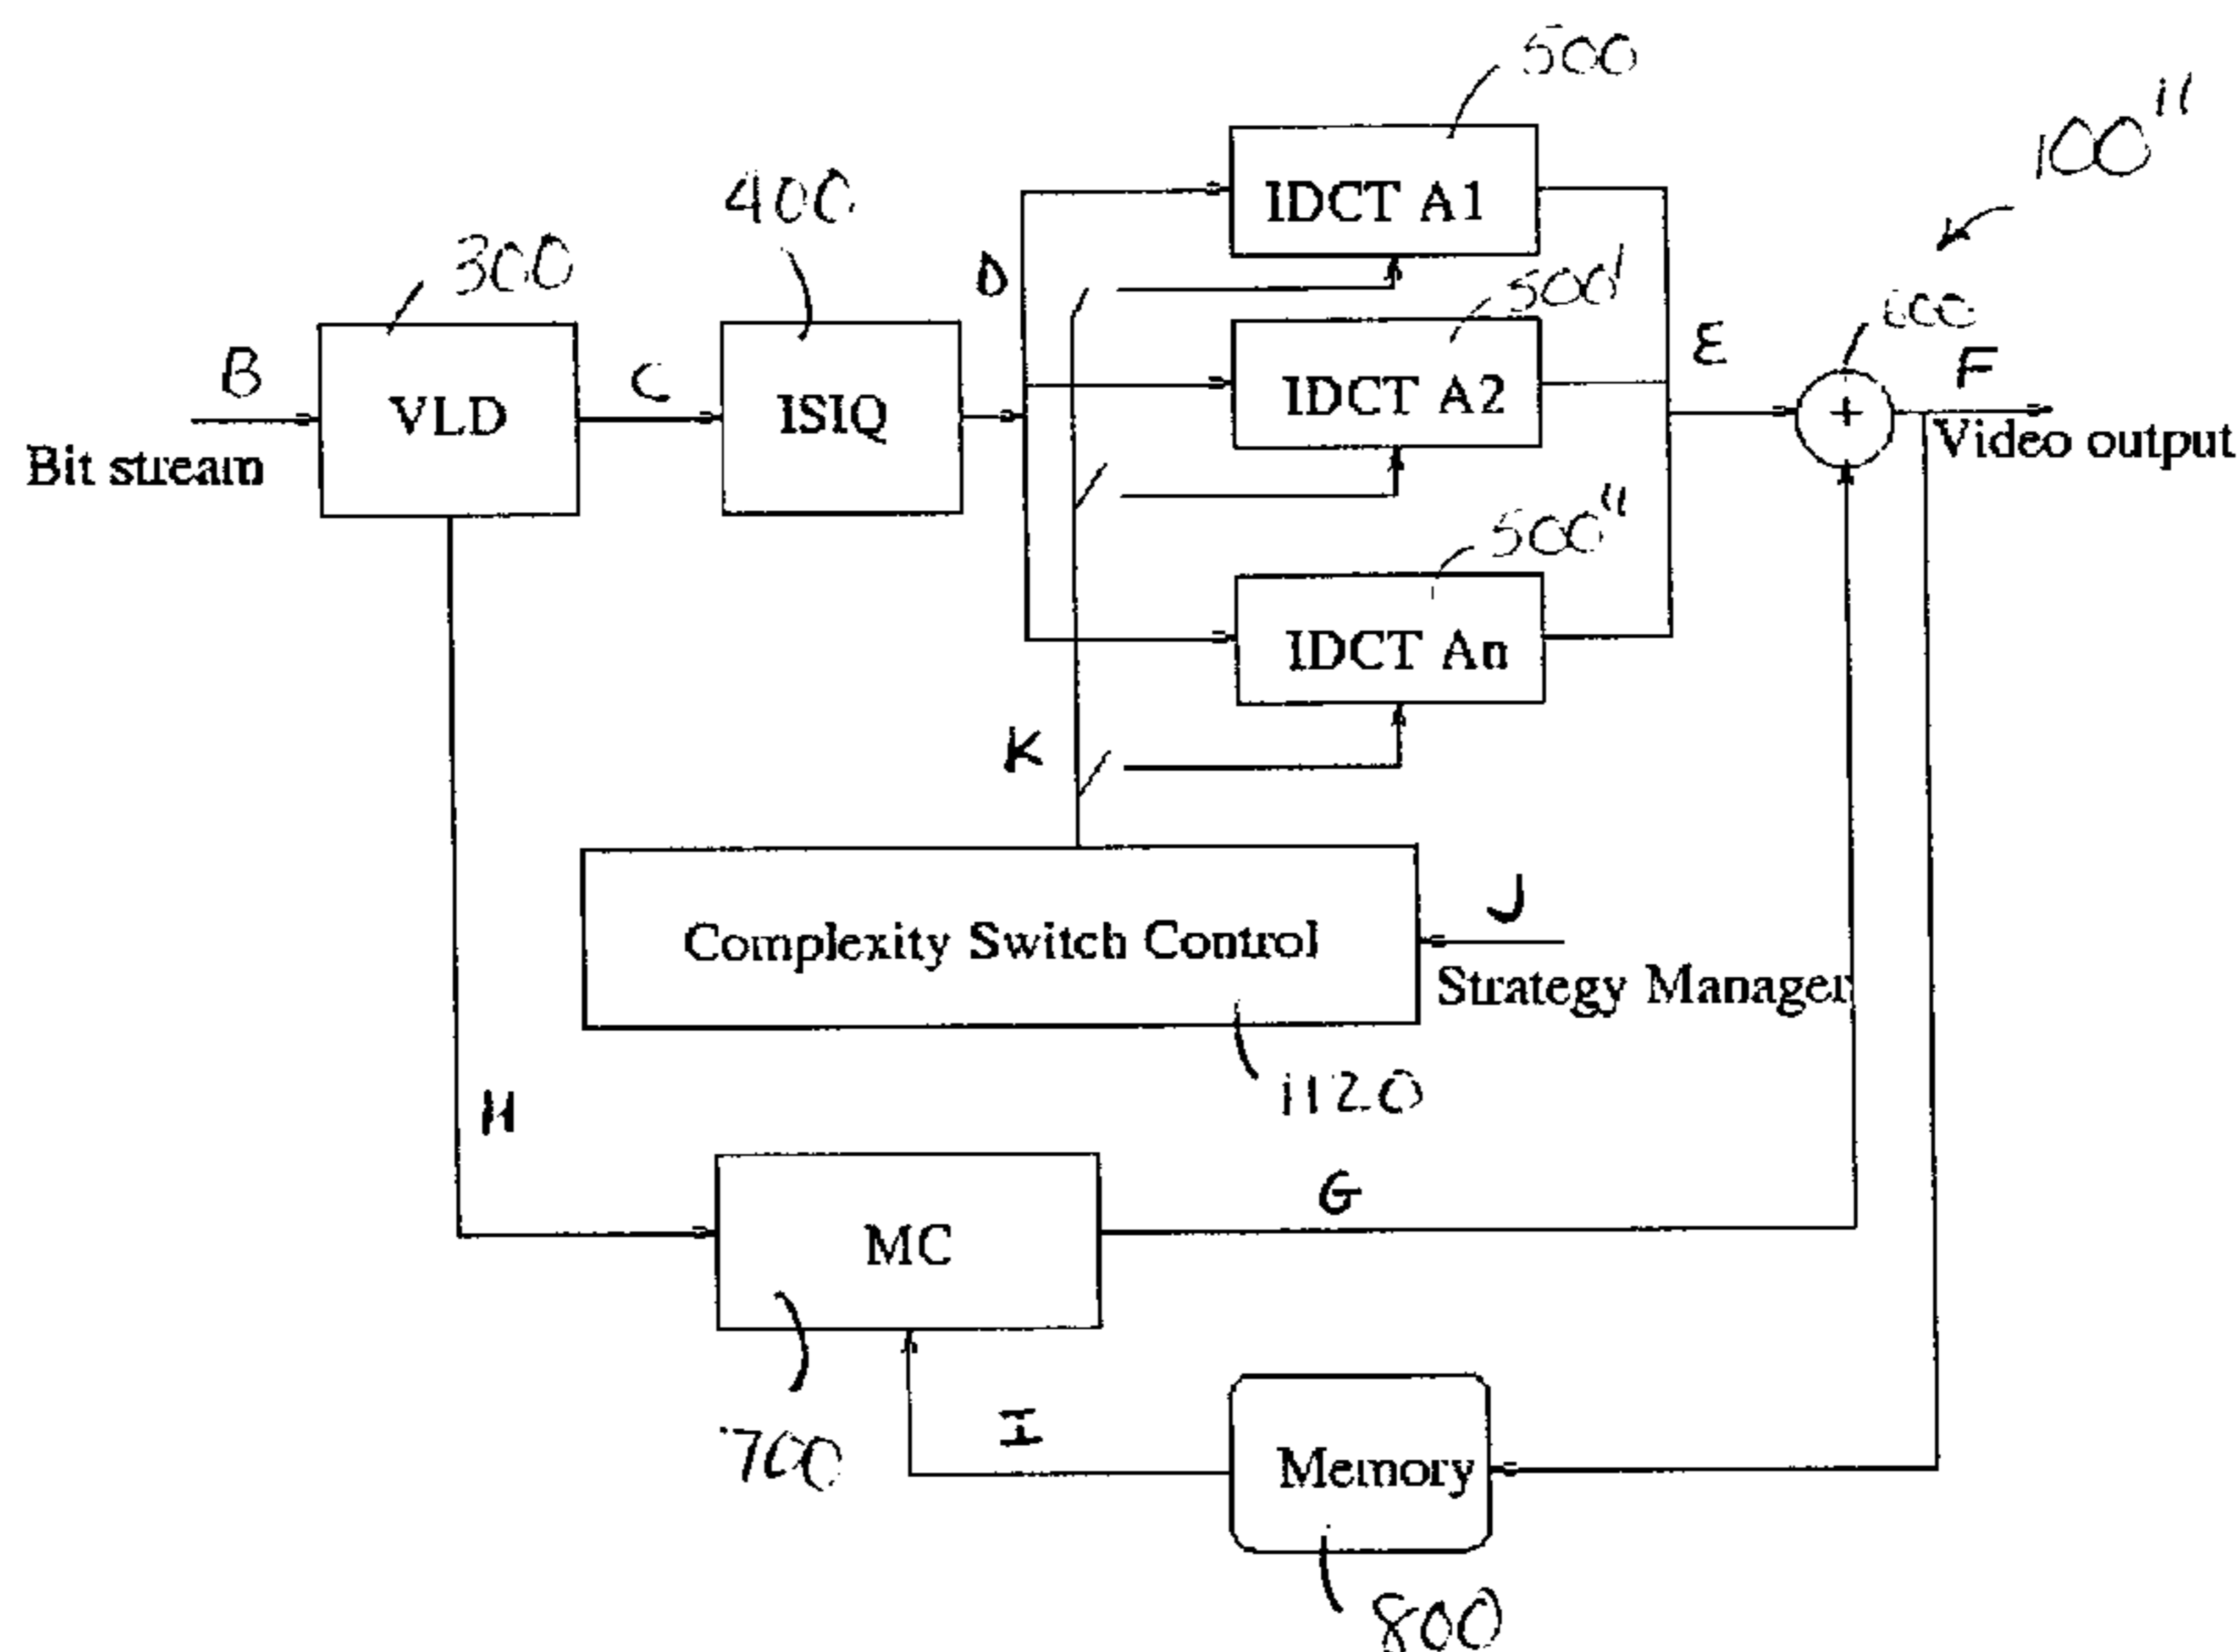 500
100"
IDCT A1
400
300
D
500'
600
B
C
E
F
VLD
ISIQ
IDCT A2
+
Video output
Bit stream
500"
IDCT An
K
J
Complexity Switch Control
Strategy Manager
1120
H
G
MC
I
700
Memory
800